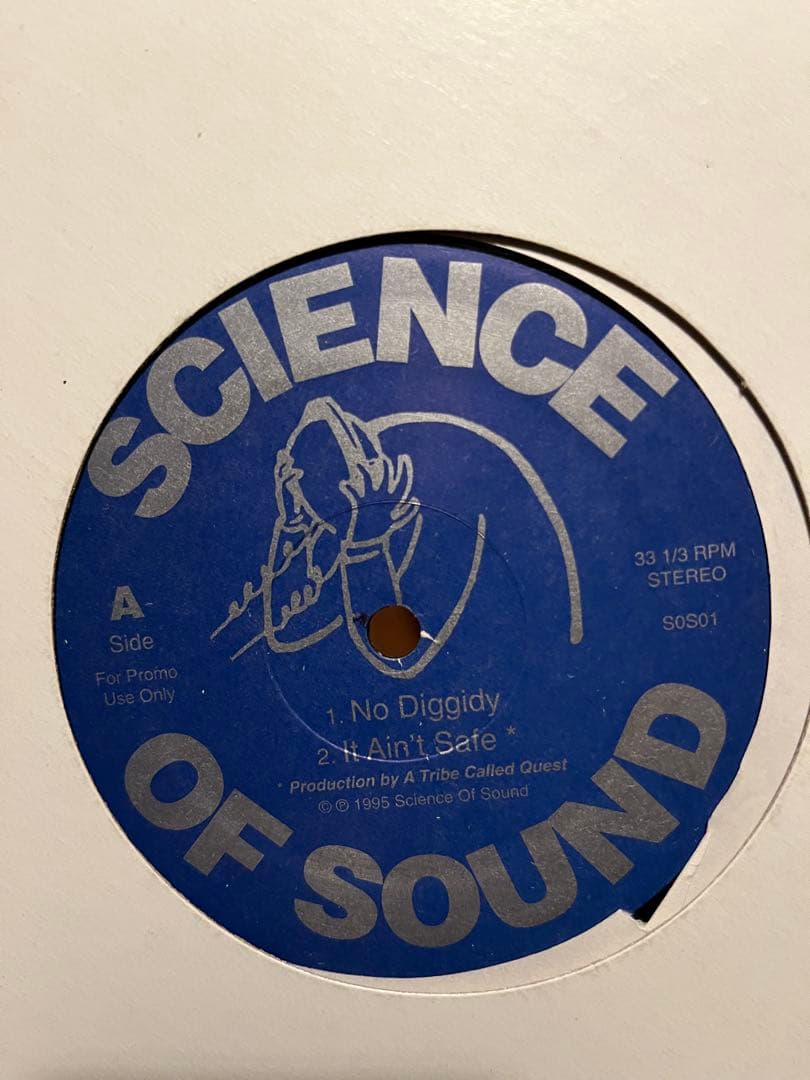 SCIENCE
33 1/3 RPM
STEREO
S0S01
A
Side
For Promo
Use Only
1. No Diggidy
2. It Ain't Safe *
* Production by A Tribe Called Quest
© ℗ 1995 Science Of Sound
OF SOUND